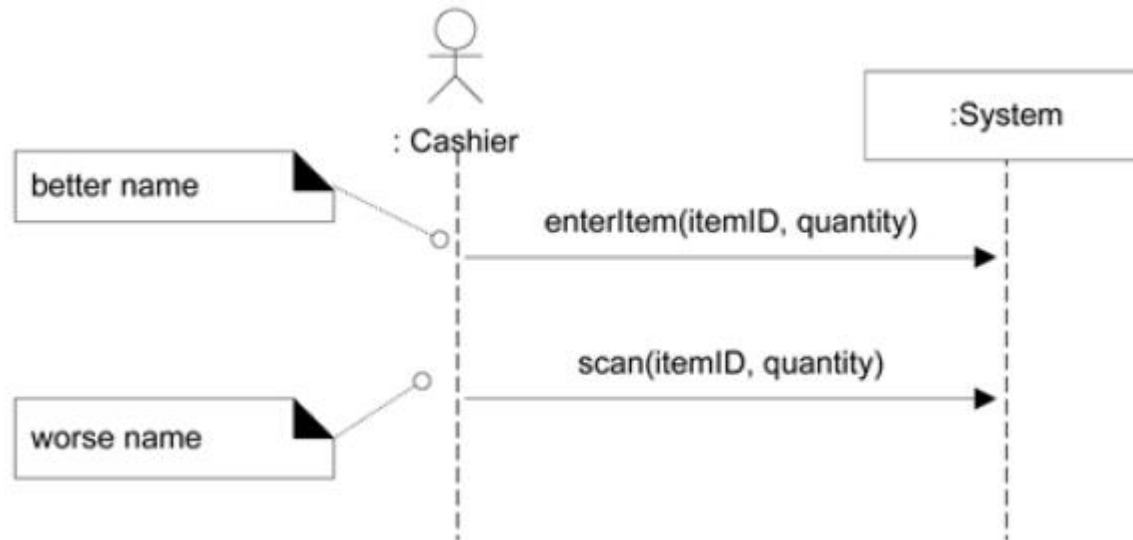 : Cashier
:System
better name
enterItem(itemID, quantity)
scan(itemID, quantity)
worse name